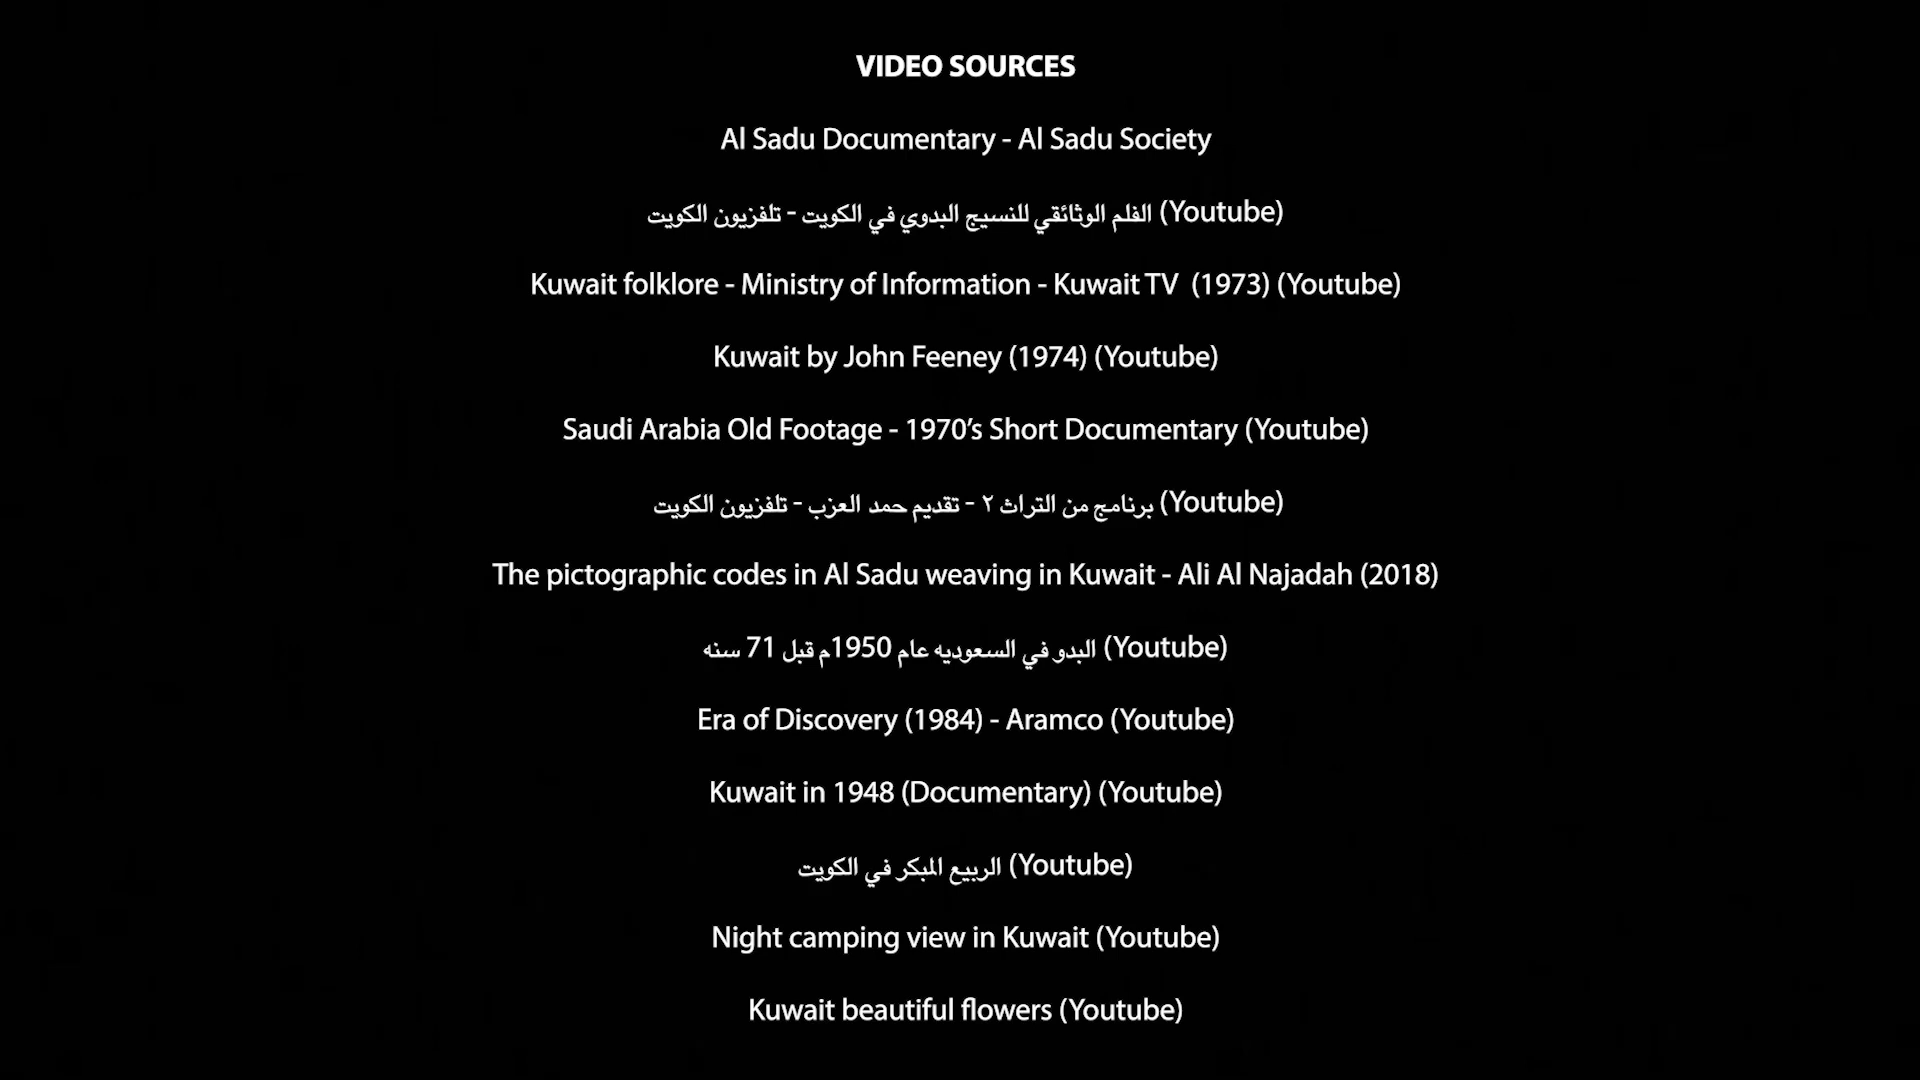 VIDEO SOURCES
Al Sadu Documentary - Al Sadu Society
الفلم الوثائقي للنسيج البدوي في الكويت - تلفزيون الكويت (Youtube)
Kuwait folklore - Ministry of Information - Kuwait TV (1973) (Youtube)
Kuwait by John Feeney (1974) (Youtube)
Saudi Arabia Old Footage - 1970’s Short Documentary (Youtube)
برنامج من التراث ٢ - تقديم حمد العزب - تلفزيون الكويت (Youtube)
The pictographic codes in Al Sadu weaving in Kuwait - Ali Al Najadah (2018)
البدو في السعوديه عام 1950م قبل 71 سنه (Youtube)
Era of Discovery (1984) - Aramco (Youtube)
Kuwait in 1948 (Documentary) (Youtube)
الربيع المبكر في الكويت (Youtube)
Night camping view in Kuwait (Youtube)
Kuwait beautiful flowers (Youtube)